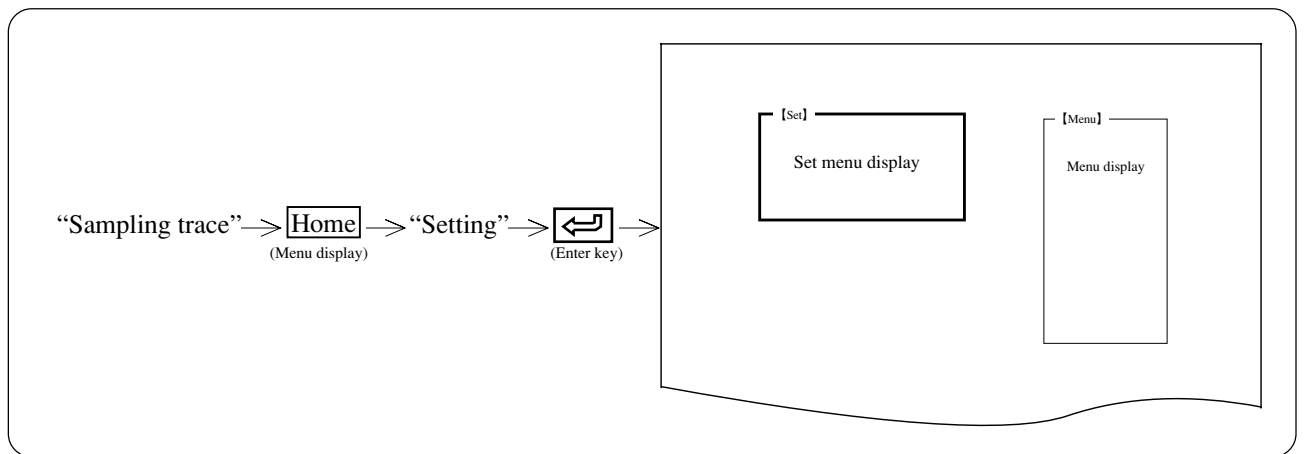 “Sampling trace” Home “Setting”
(Menu display) (Enter key)
【Set】
Set menu display
【Menu】
Menu display